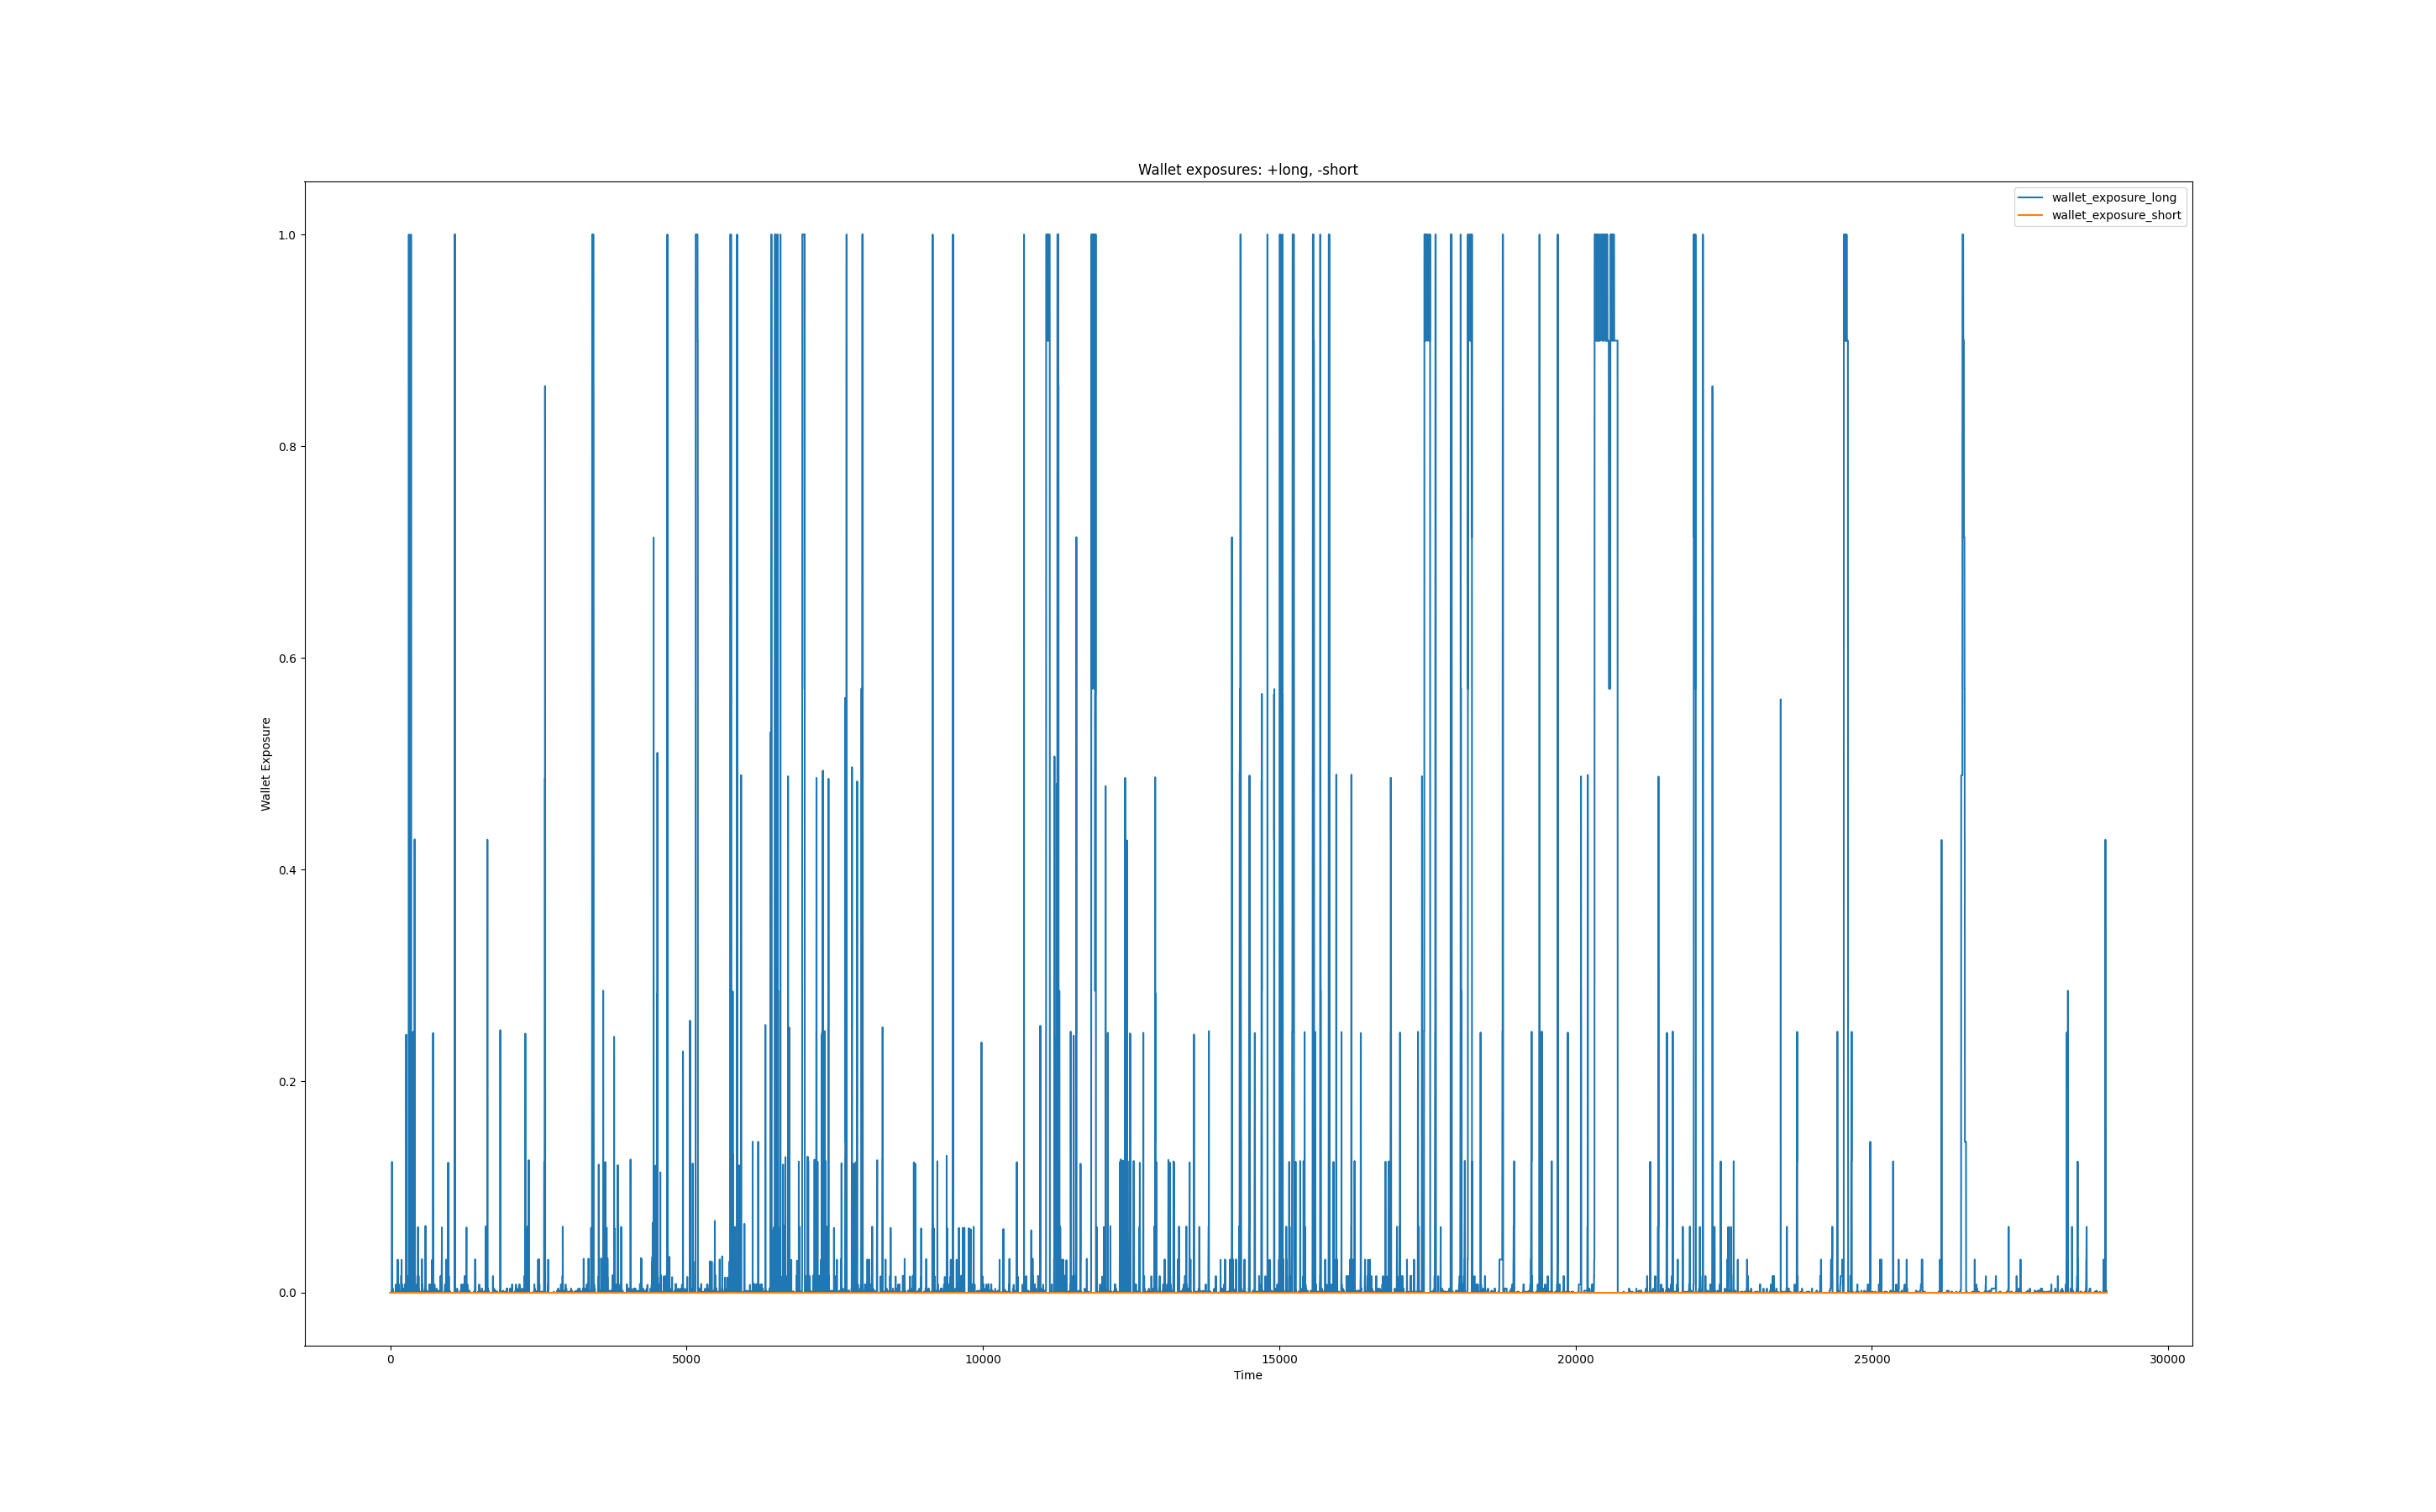 Wallet exposures: +long, -short
wallet_exposure_long
wallet_exposure_short
1.0
0.8
0.6
0.4
0.2
0.0
Wallet Exposure
0 5000 10000 15000 20000 25000 30000
Time